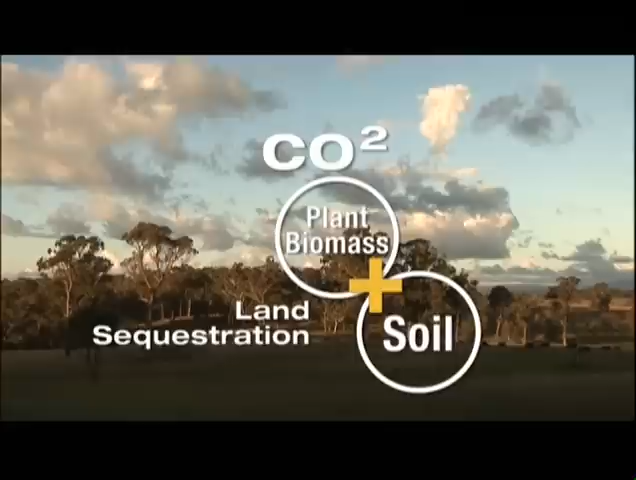 CO²
Plant
Biomass
+
Land
Sequestration
Soil